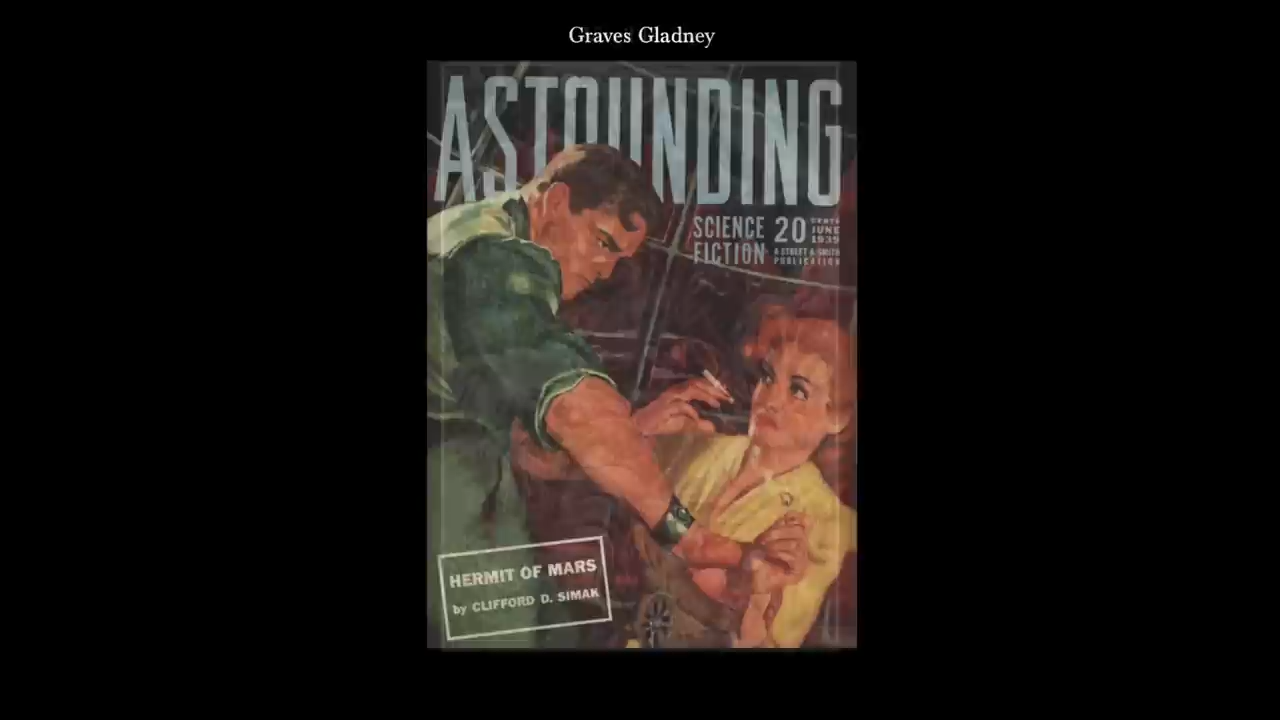 Graves Gladney
ASTOUNDING
SCIENCE
FICTION
20
CENTS
JUNE
1939
A STREET & SMITH
PUBLICATION
HERMIT OF MARS
by CLIFFORD D. SIMAK